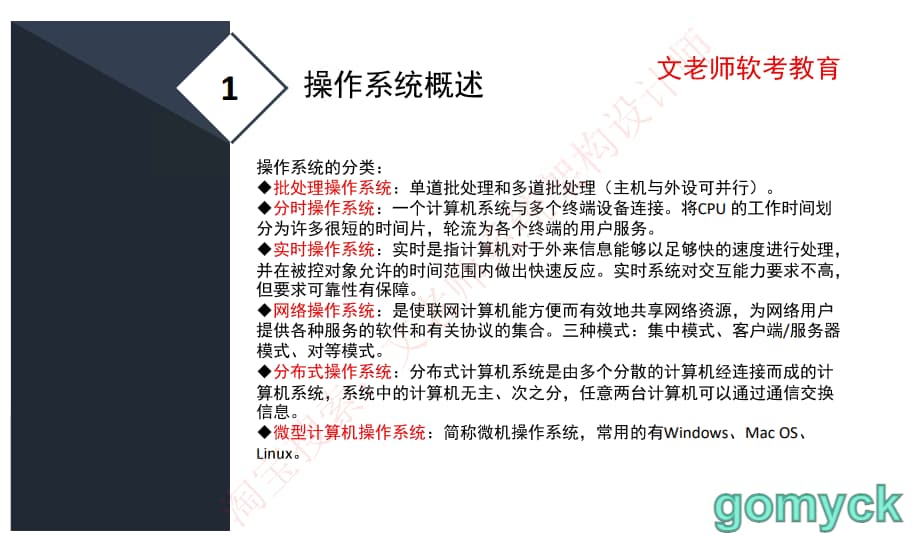 1
操作系统概述
文老师软考教育
操作系统的分类：
◆批处理操作系统：单道批处理和多道批处理（主机与外设可并行）。
◆分时操作系统：一个计算机系统与多个终端设备连接。将CPU 的工作时间划
分为许多很短的时间片，轮流为各个终端的用户服务。
◆实时操作系统：实时是指计算机对于外来信息能够以足够快的速度进行处理，
并在被控对象允许的时间范围内做出快速反应。实时系统对交互能力要求不高，
但要求可靠性有保障。
◆网络操作系统：是使联网计算机能方便而有效地共享网络资源，为网络用户
提供各种服务的软件和有关协议的集合。三种模式：集中模式、客户端/服务器
模式、对等模式。
◆分布式操作系统：分布式计算机系统是由多个分散的计算机经连接而成的计
算机系统，系统中的计算机无主、次之分，任意两台计算机可以通过通信交换
信息。
◆微型计算机操作系统：简称微机操作系统，常用的有Windows、Mac OS、
Linux。
gomyck